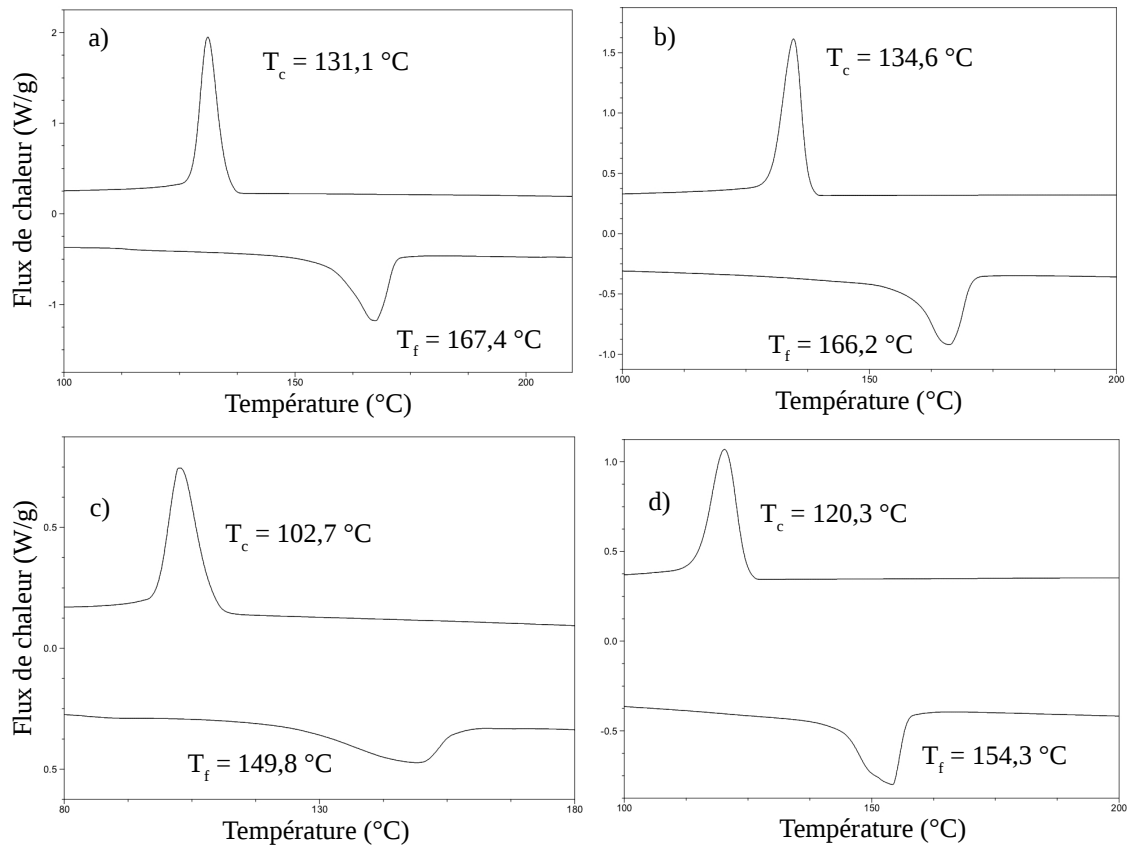 a)
T_c = 131,1 °C
T_f = 167,4 °C
Flux de chaleur (W/g)
2
1
0
-1
100
150
200
Température (°C)
b)
T_c = 134,6 °C
T_f = 166,2 °C
1.5
1.0
0.5
0.0
-0.5
-1.0
100
150
200
Température (°C)
c)
T_c = 102,7 °C
T_f = 149,8 °C
Flux de chaleur (W/g)
0.5
0.0
0.5
80
130
180
Température (°C)
d)
T_c = 120,3 °C
T_f = 154,3 °C
1.0
0.5
0.0
-0.5
100
150
200
Température (°C)